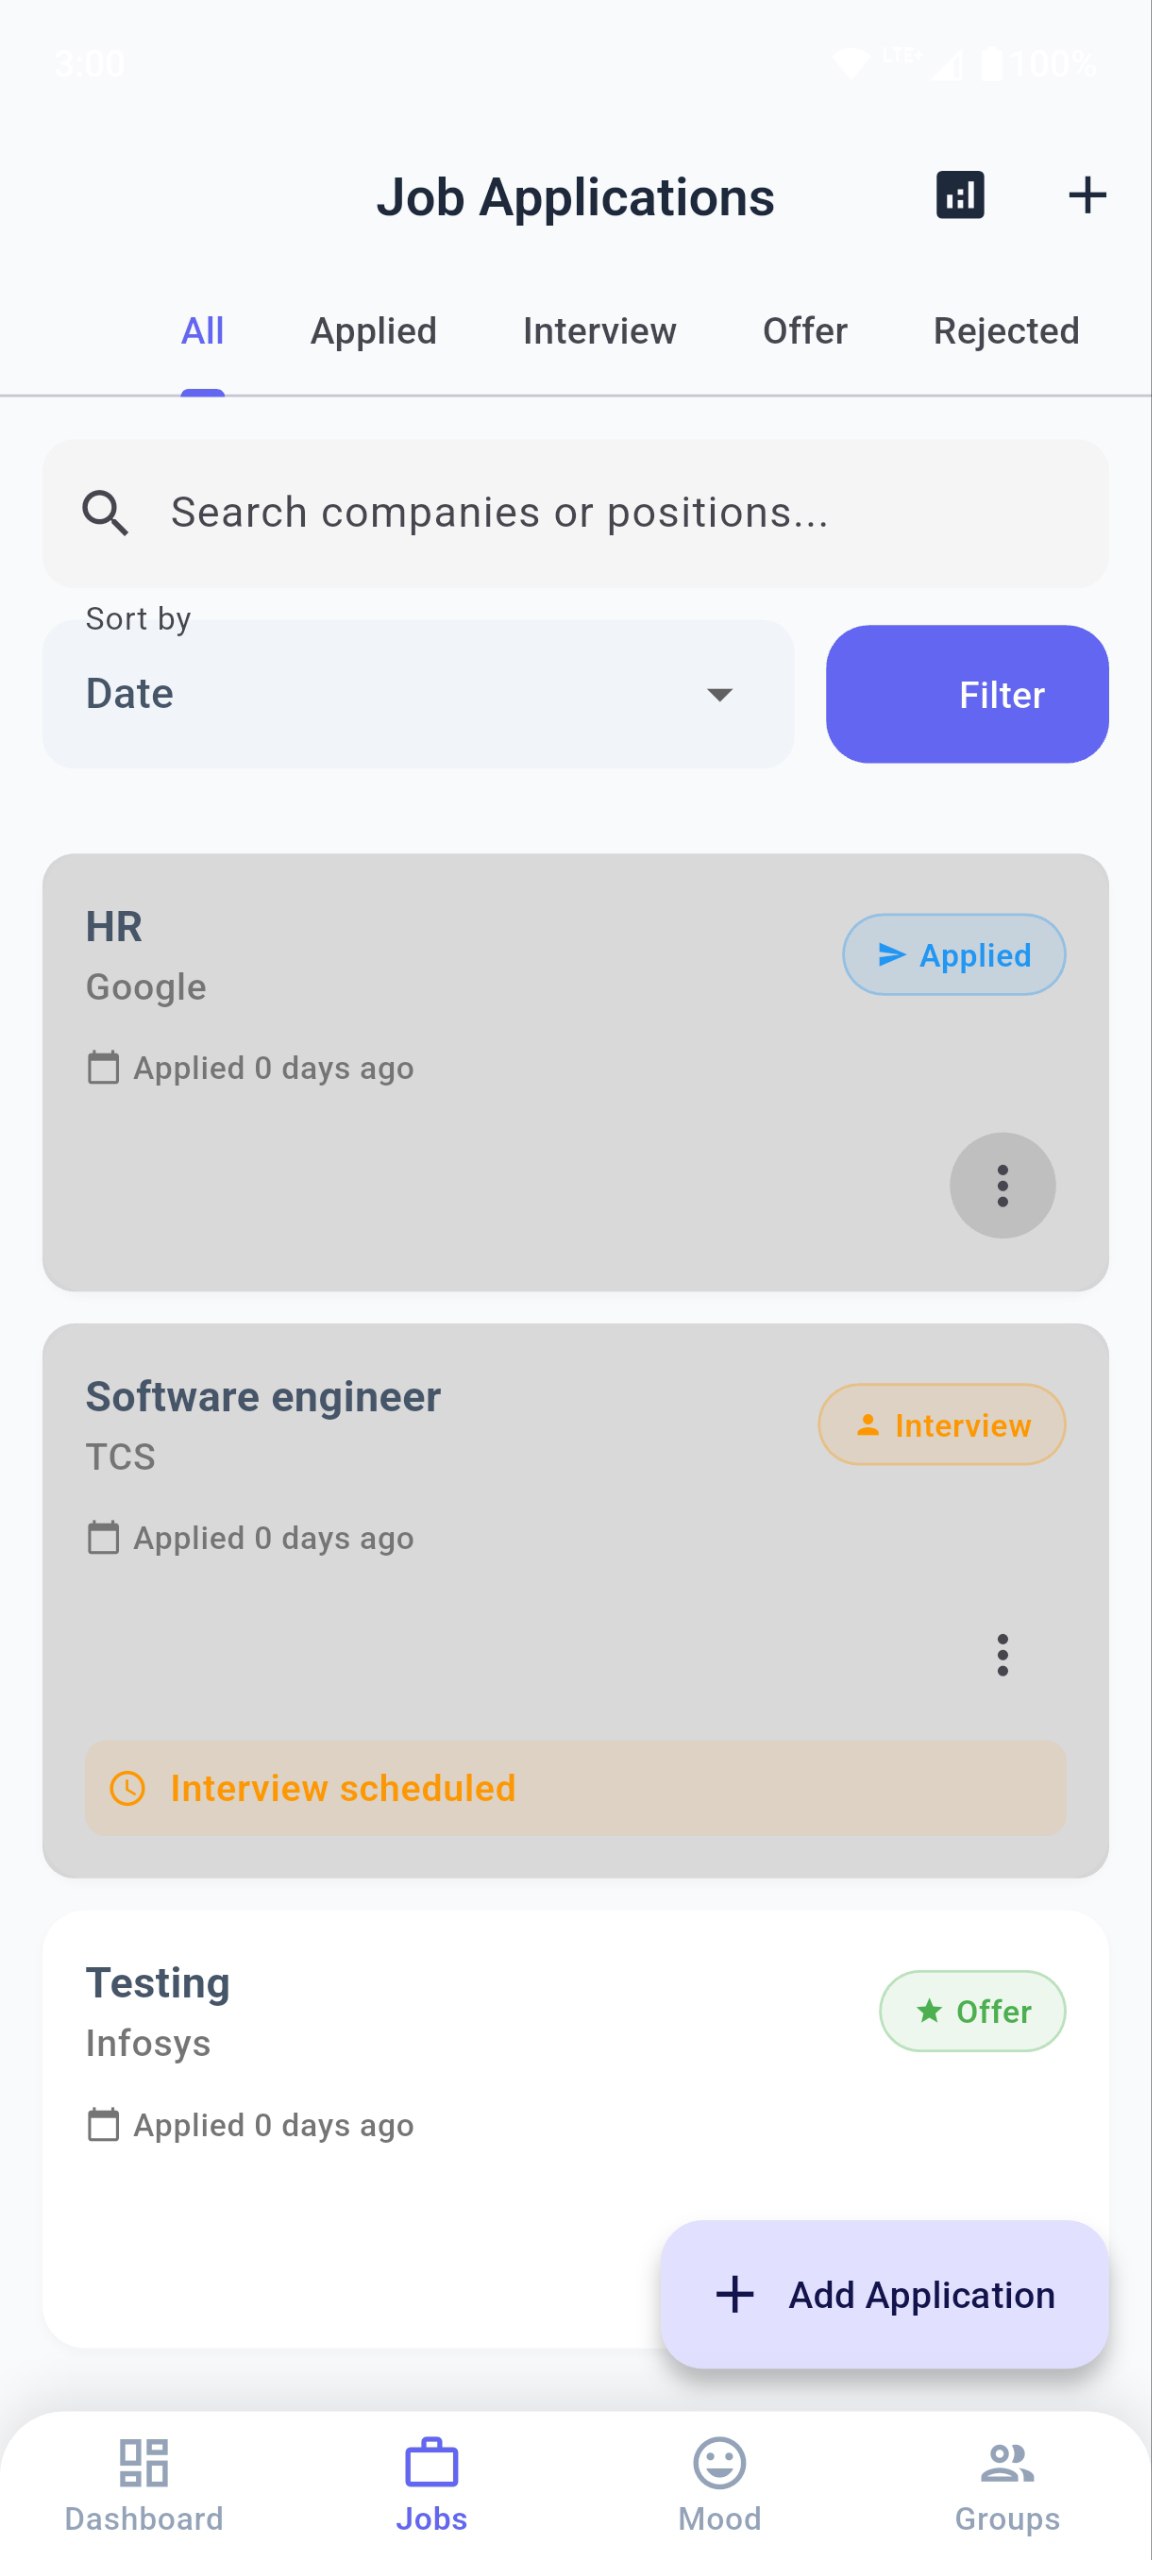 3:00 LTE+ 100%
Job Applications
All Applied Interview Offer Rejected
Search companies or positions...
Sort by
Date
Filter
HR
Applied
Google
Applied 0 days ago
Software engineer
Interview
TCS
Applied 0 days ago
Interview scheduled
Testing
Offer
Infosys
Applied 0 days ago
Add Application
Dashboard Jobs Mood Groups